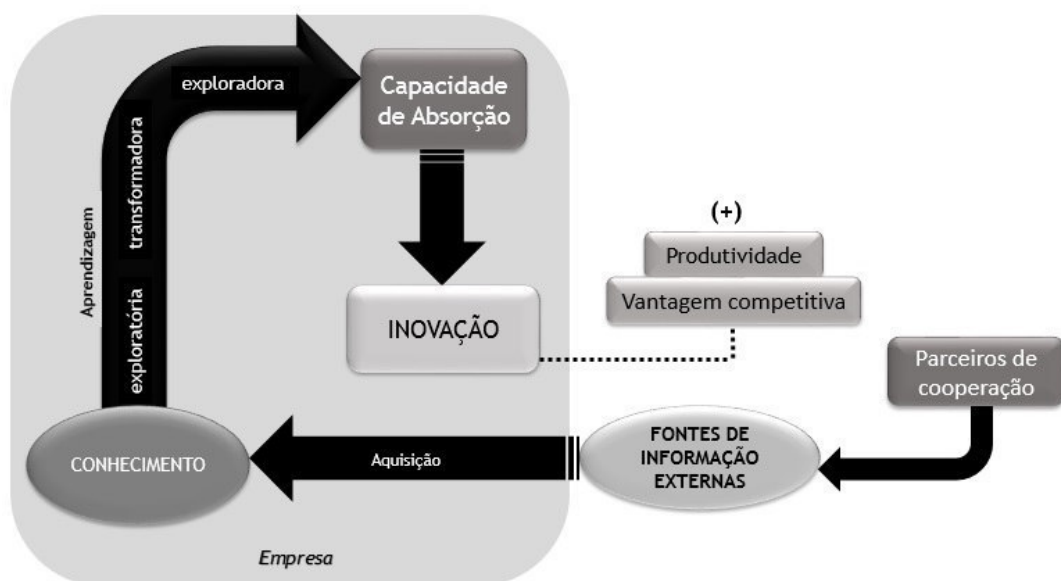 exploradora
Capacidade
de Absorção
transformadora
Aprendizagem
exploratória
(+)
Produtividade
Vantagem competitiva
INOVAÇÃO
Parceiros de
cooperação
CONHECIMENTO
Aquisição
FONTES DE
INFORMAÇÃO
EXTERNAS
Empresa